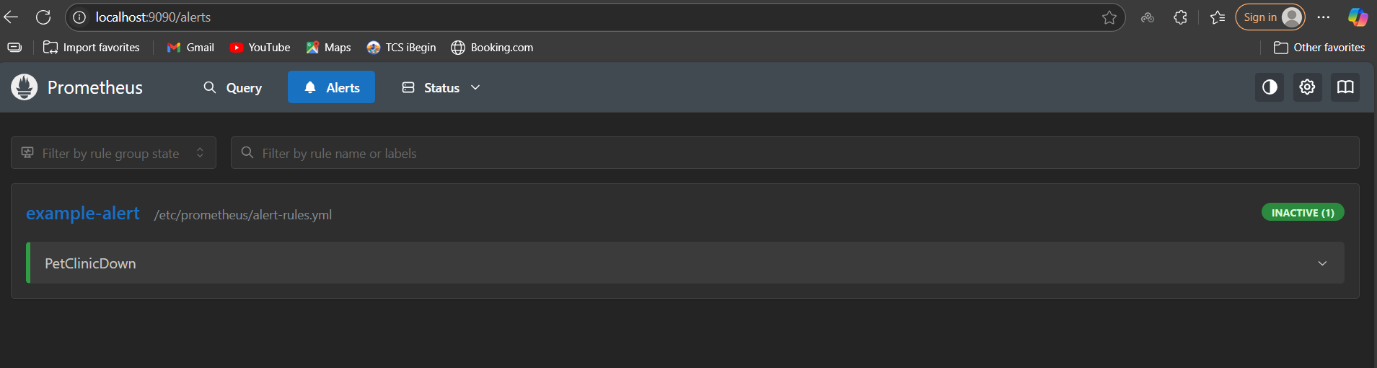 localhost:9090/alerts
Sign in
Import favorites
Gmail
YouTube
Maps
TCS iBegin
Booking.com
Other favorites
Prometheus
Query
Alerts
Status
Filter by rule group state
Filter by rule name or labels
example-alert
/etc/prometheus/alert-rules.yml
INACTIVE (1)
PetClinicDown